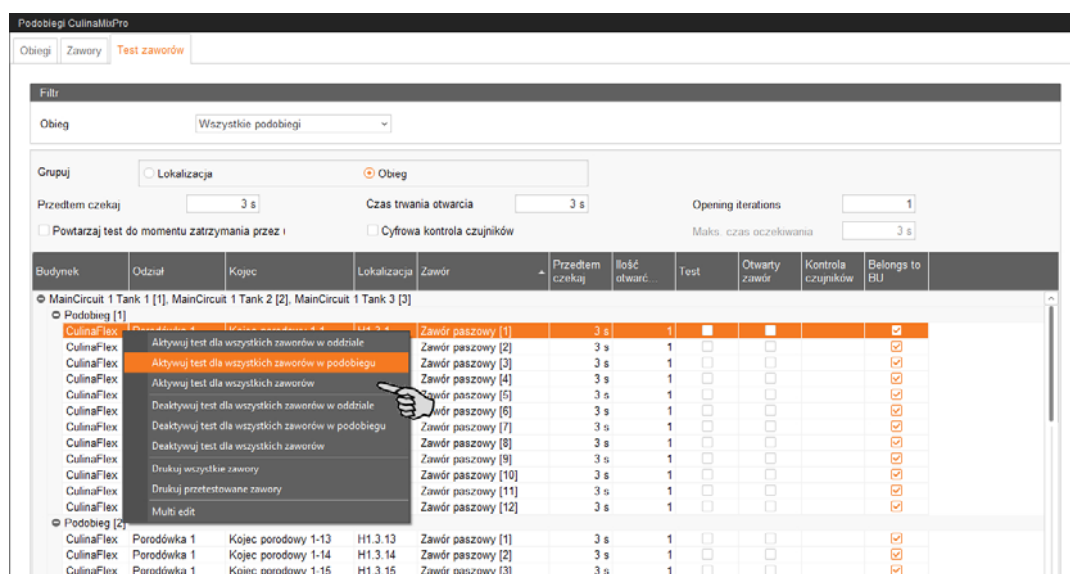 Podobiegi CulinaMixPro
Obiegi Zawory Test zaworów
Filtr
Obieg Wszystkie podobiegi
Grupuj Lokalizacja Obieg
Przedtem czekaj 3 s Czas trwania otwarcia 3 s Opening iterations 1
Powtarzaj test do momentu zatrzymania przez Cyfrowa kontrola czujników Maks. czas oczekiwania 3 s
Budynek Odział Kojec Lokalizacja Zawór Przedtem czekaj Ilość otwarć... Test Otwarty zawór Kontrola czujników Belongs to BU
MainCircuit 1 Tank 1 [1], MainCircuit 1 Tank 2 [2], MainCircuit 1 Tank 3 [3]
Podobieg [1]
CulinaFlex Porodówka 1 Kojec porodowy 1-1 H1.3.1 Zawór paszowy [1] 3 s 1
Aktywuj test dla wszystkich zaworów w oddziale
CulinaFlex Zawór paszowy [2] 3 s 1
Aktywuj test dla wszystkich zaworów w podobiegu
CulinaFlex Zawór paszowy [3] 3 s 1
Aktywuj test dla wszystkich zaworów
CulinaFlex Zawór paszowy [4] 3 s 1
CulinaFlex Zawór paszowy [5] 3 s 1
Deaktywuj test dla wszystkich zaworów w oddziale
CulinaFlex Zawór paszowy [6] 3 s 1
Deaktywuj test dla wszystkich zaworów w podobiegu
CulinaFlex Zawór paszowy [7] 3 s 1
Deaktywuj test dla wszystkich zaworów
CulinaFlex Zawór paszowy [8] 3 s 1
CulinaFlex Zawór paszowy [9] 3 s 1
Drukuj wszystkie zawory
CulinaFlex Zawór paszowy [10] 3 s 1
Drukuj przetestowane zawory
CulinaFlex Zawór paszowy [11] 3 s 1
CulinaFlex Zawór paszowy [12] 3 s 1
Multi edit
Podobieg [2]
CulinaFlex Porodówka 1 Kojec porodowy 1-13 H1.3.13 Zawór paszowy [1] 3 s 1
CulinaFlex Porodówka 1 Kojec porodowy 1-14 H1.3.14 Zawór paszowy [2] 3 s 1
CulinaFlex Porodówka 1 Kojec porodowy 1-15 H1.3.15 Zawór paszowy [3] 3 s 1